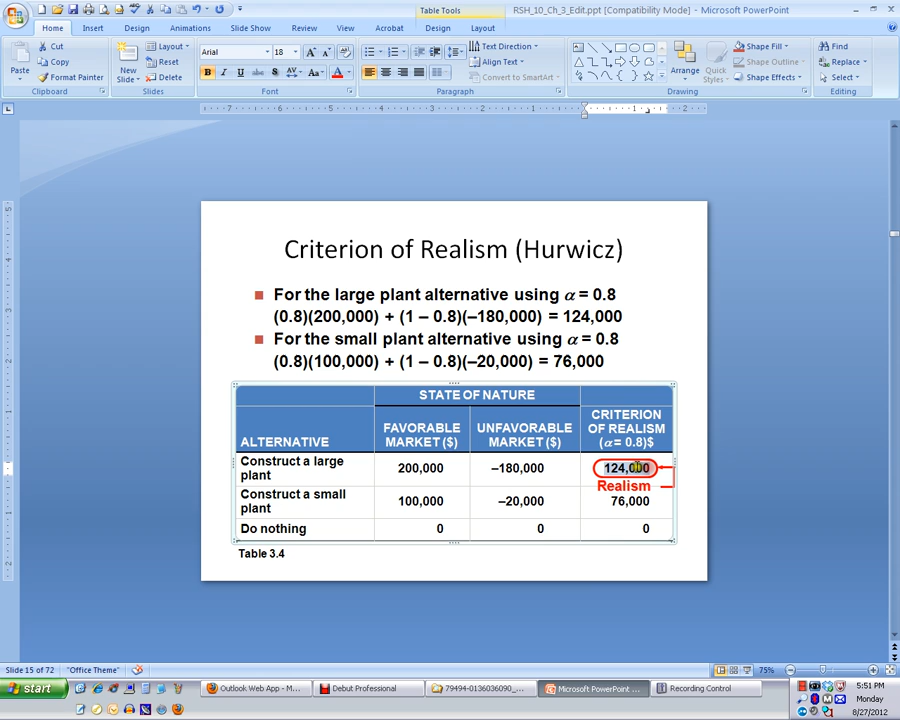 Table Tools
RSH_10_Ch_3_Edit.ppt [Compatibility Mode] - Microsoft PowerPoint
Home Insert Design Animations Slide Show Review View Acrobat Design Layout
Cut
Copy
Format Painter
Paste
Clipboard
New
Slide
Layout
Reset
Delete
Slides
Arial 18
B I U abc S AV Aa A
Font
Text Direction
Align Text
Convert to SmartArt
Paragraph
Arrange
Quick
Styles
Shape Fill
Shape Outline
Shape Effects
Drawing
Find
Replace
Select
Editing
Criterion of Realism (Hurwicz)
For the large plant alternative using α = 0.8
(0.8)(200,000) + (1 – 0.8)(–180,000) = 124,000
For the small plant alternative using α = 0.8
(0.8)(100,000) + (1 – 0.8)(–20,000) = 76,000
STATE OF NATURE
ALTERNATIVE
FAVORABLE
MARKET ($)
UNFAVORABLE
MARKET ($)
CRITERION
OF REALISM
(α = 0.8)$
Construct a large
plant
200,000 –180,000 124,000
Realism
Construct a small
plant
100,000 –20,000 76,000
Do nothing 0 0 0
Table 3.4
Slide 15 of 72 "Office Theme" 75%
start Outlook Web App - M... Debut Professional 79494-0136036090_... Microsoft PowerPoint ... Recording Control
5:51 PM
Monday
8/27/2012